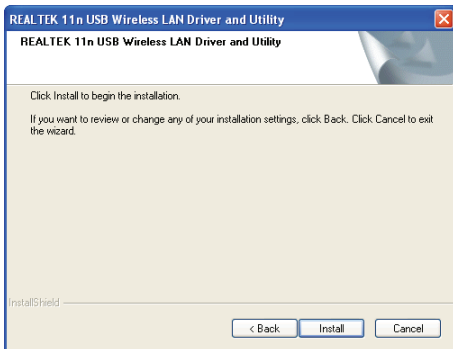 REALTEK 11n USB Wireless LAN Driver and Utility
REALTEK 11n USB Wireless LAN Driver and Utility
Click Install to begin the installation.
If you want to review or change any of your installation settings, click Back. Click Cancel to exit
the wizard.
InstallShield
< Back Install Cancel